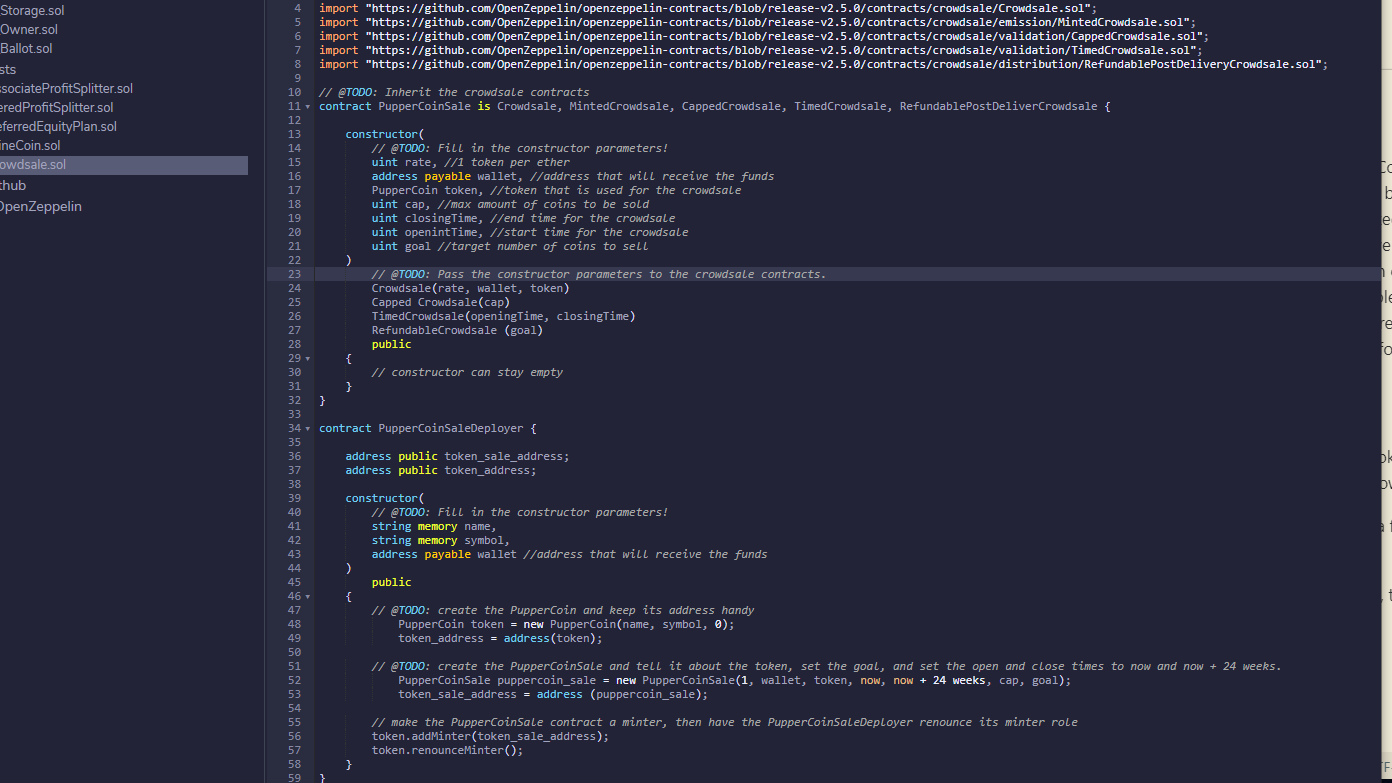 Storage.sol
Owner.sol
Ballot.sol
sts
ssociateProfitSplitter.sol
eredProfitSplitter.sol
eferredEquityPlan.sol
ineCoin.sol
owdsale.sol
thub
OpenZeppelin
4 import "https://github.com/OpenZeppelin/openzeppelin-contracts/blob/release-v2.5.0/contracts/crowdsale/Crowdsale.sol";
5 import "https://github.com/OpenZeppelin/openzeppelin-contracts/blob/release-v2.5.0/contracts/crowdsale/emission/MintedCrowdsale.sol";
6 import "https://github.com/OpenZeppelin/openzeppelin-contracts/blob/release-v2.5.0/contracts/crowdsale/validation/CappedCrowdsale.sol";
7 import "https://github.com/OpenZeppelin/openzeppelin-contracts/blob/release-v2.5.0/contracts/crowdsale/validation/TimedCrowdsale.sol";
8 import "https://github.com/OpenZeppelin/openzeppelin-contracts/blob/release-v2.5.0/contracts/crowdsale/distribution/RefundablePostDeliveryCrowdsale.sol";
9
10 // @TODO: Inherit the crowdsale contracts
11 contract PupperCoinSale is Crowdsale, MintedCrowdsale, CappedCrowdsale, TimedCrowdsale, RefundablePostDeliverCrowdsale {
12
13 constructor(
14 // @TODO: Fill in the constructor parameters!
15 uint rate, //1 token per ether
16 address payable wallet, //address that will receive the funds
17 PupperCoin token, //token that is used for the crowdsale
18 uint cap, //max amount of coins to be sold
19 uint closingTime, //end time for the crowdsale
20 uint openintTime, //start time for the crowdsale
21 uint goal //target number of coins to sell
22 )
23 // @TODO: Pass the constructor parameters to the crowdsale contracts.
24 Crowdsale(rate, wallet, token)
25 Capped Crowdsale(cap)
26 TimedCrowdsale(openingTime, closingTime)
27 RefundableCrowdsale (goal)
28 public
29 {
30 // constructor can stay empty
31 }
32 }
33
34 contract PupperCoinSaleDeployer {
35
36 address public token_sale_address;
37 address public token_address;
38
39 constructor(
40 // @TODO: Fill in the constructor parameters!
41 string memory name,
42 string memory symbol,
43 address payable wallet //address that will receive the funds
44 )
45 public
46 {
47 // @TODO: create the PupperCoin and keep its address handy
48 PupperCoin token = new PupperCoin(name, symbol, 0);
49 token_address = address(token);
50
51 // @TODO: create the PupperCoinSale and tell it about the token, set the goal, and set the open and close times to now and now + 24 weeks.
52 PupperCoinSale puppercoin_sale = new PupperCoinSale(1, wallet, token, now, now + 24 weeks, cap, goal);
53 token_sale_address = address (puppercoin_sale);
54
55 // make the PupperCoinSale contract a minter, then have the PupperCoinSaleDeployer renounce its minter role
56 token.addMinter(token_sale_address);
57 token.renounceMinter();
58 }
59 }